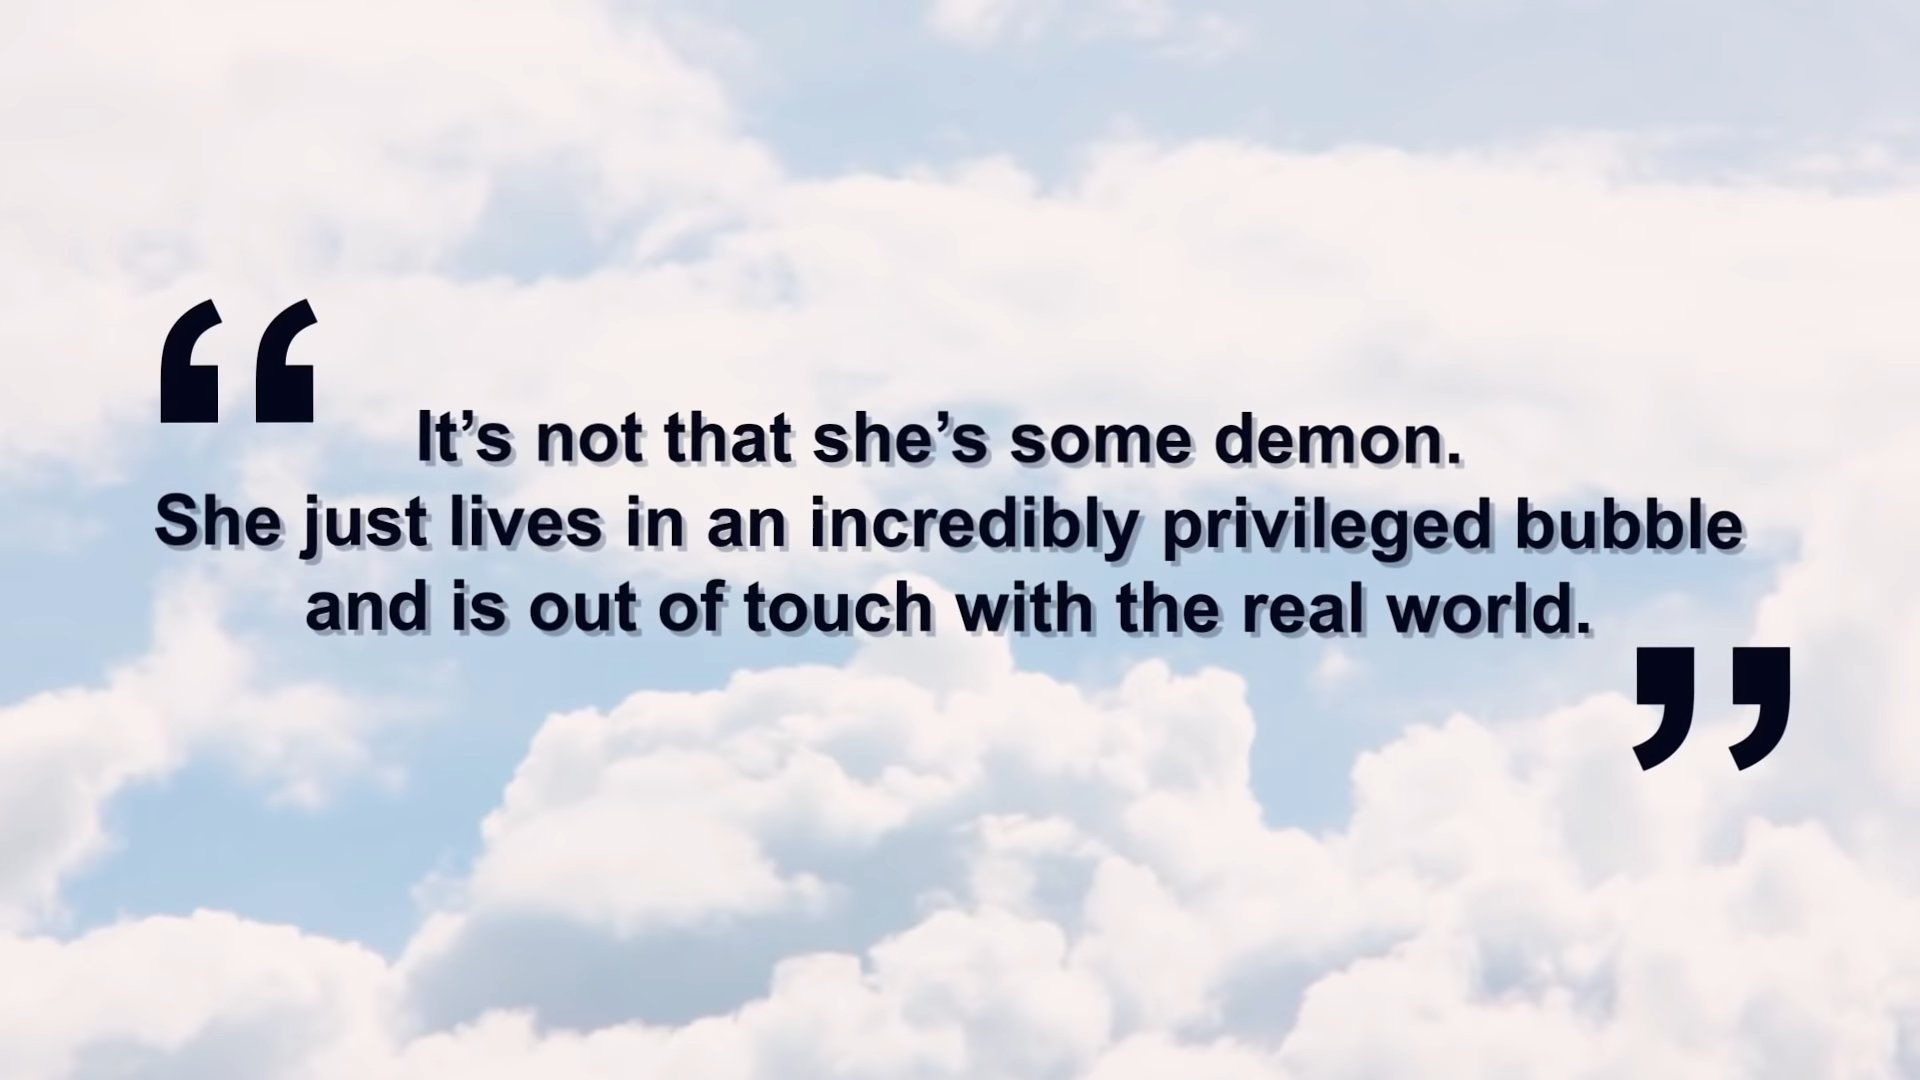 “It’s not that she’s some demon.
She just lives in an incredibly privileged bubble
and is out of touch with the real world.”